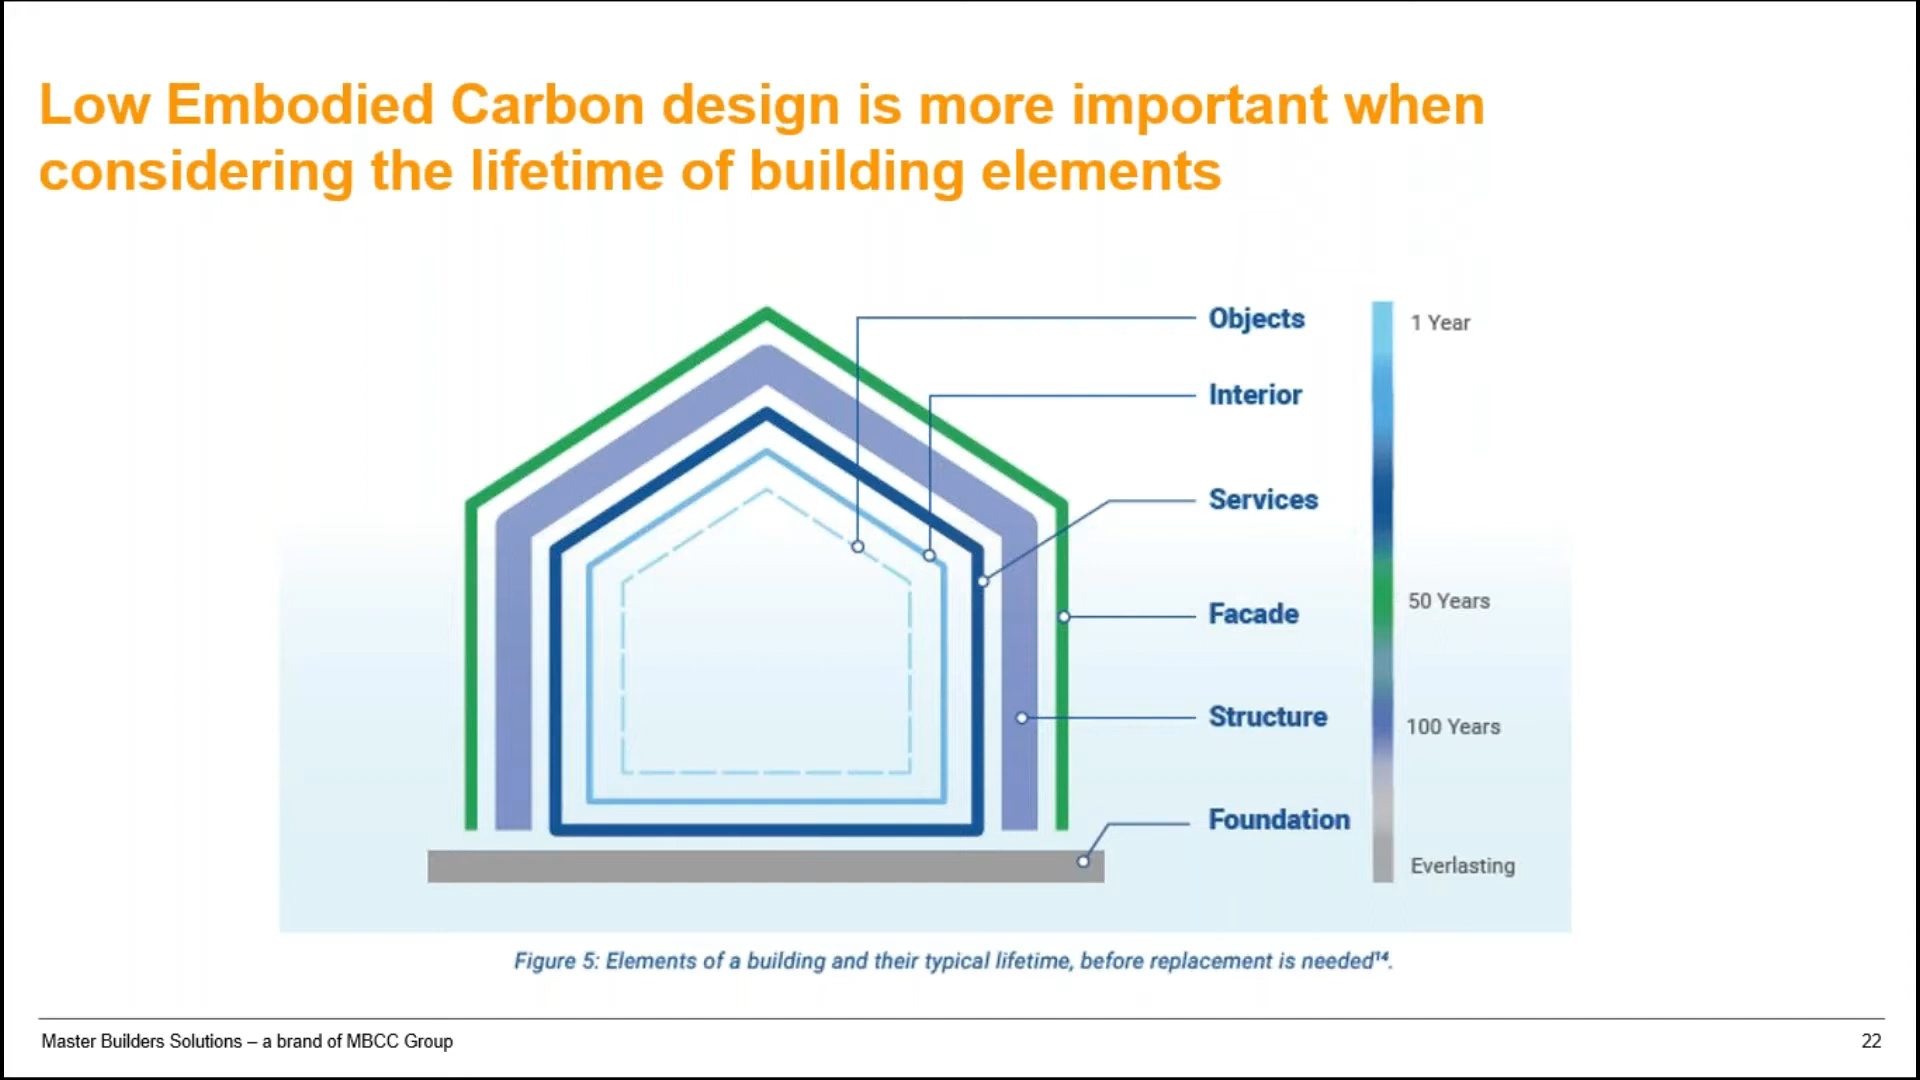 Low Embodied Carbon design is more important when
considering the lifetime of building elements
Objects
1 Year
Interior
Services
50 Years
Facade
Structure
100 Years
Foundation
Everlasting
Figure 5: Elements of a building and their typical lifetime, before replacement is needed¹⁴.
Master Builders Solutions – a brand of MBCC Group
22